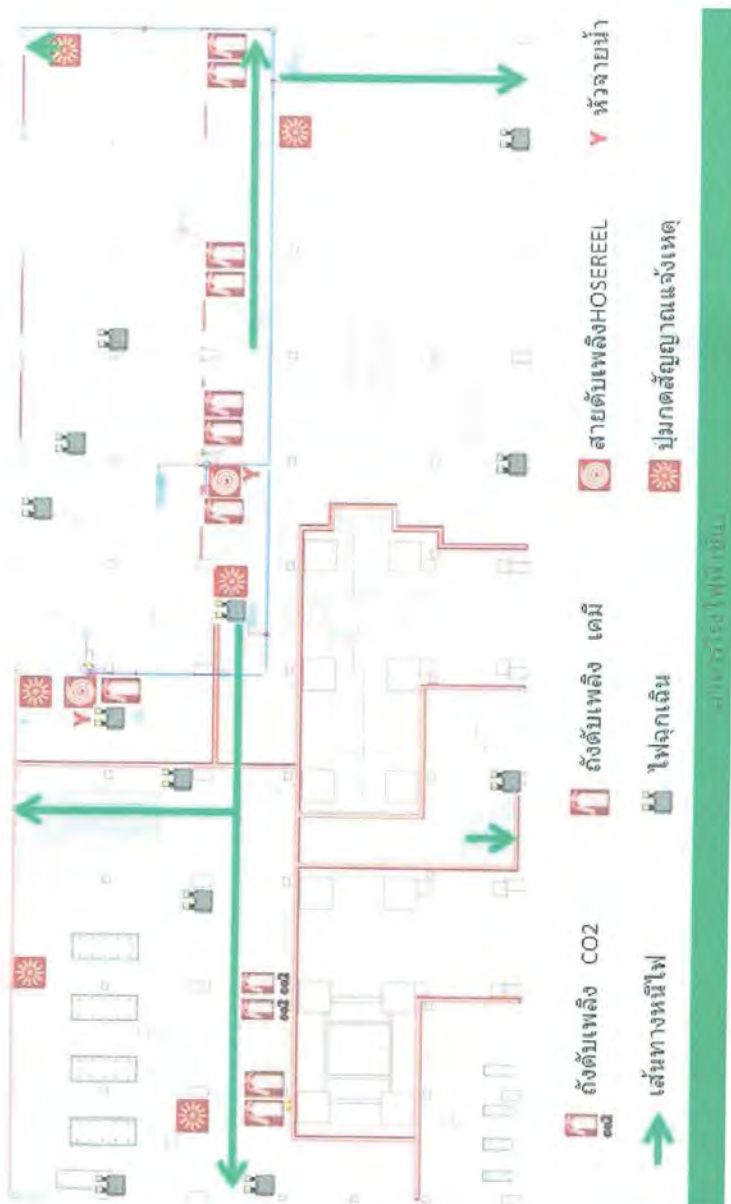 co2 co2
ถังดับเพลิง CO2
co2
ถังดับเพลิง เคมี
สายดับเพลิงHOSEREEL
Y หัวจายน้ำ
เส้นทางหนีไฟ
ไฟฉุกเฉิน
ปุ่มกดสัญญาณแจ้งเหตุ
Y
Y